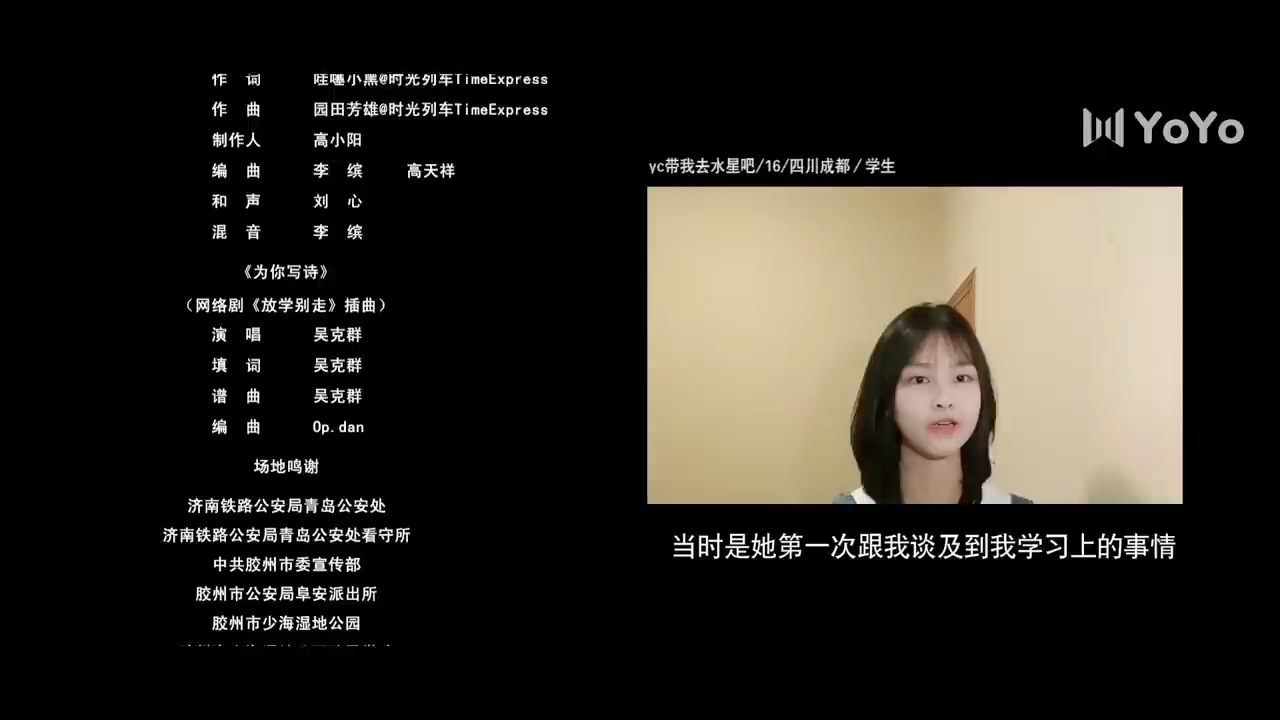 作 词 哇噻小黑@时光列车TimeExpress
作 曲 园田芳雄@时光列车TimeExpress
制作人 高小阳
编 曲 李 缤 高天祥
和 声 刘 心
混 音 李 缤
《为你写诗》
（网络剧《放学别走》插曲）
演 唱 吴克群
填 词 吴克群
谱 曲 吴克群
编 曲 Op.dan
场地鸣谢
济南铁路公安局青岛公安处
济南铁路公安局青岛公安处看守所
中共胶州市委宣传部
胶州市公安局阜安派出所
胶州市少海湿地公园
YoYo
yc带我去水星吧/16/四川成都/学生
当时是她第一次跟我谈及到我学习上的事情